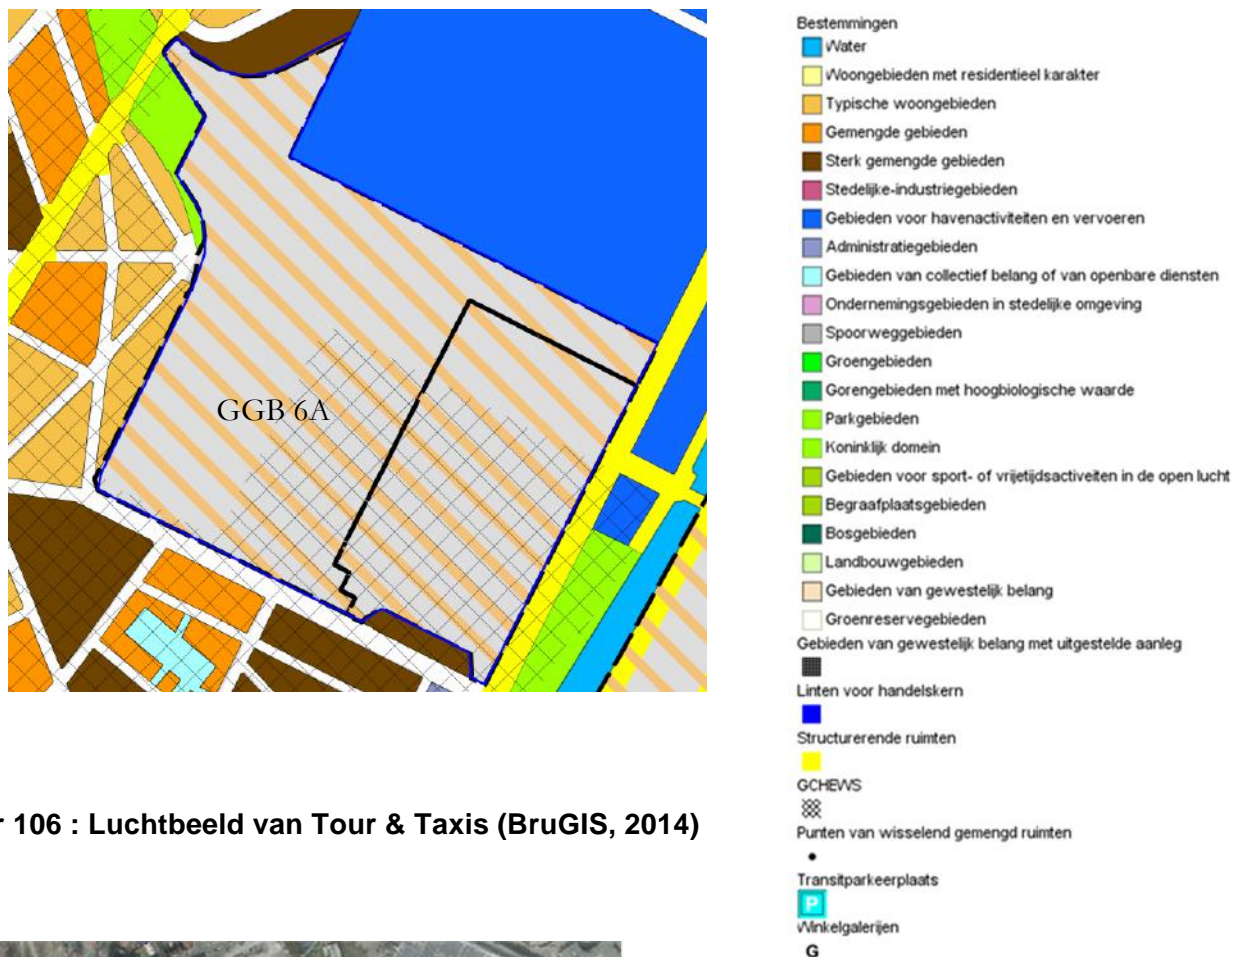 GGB 6A
r 106 : Luchtbeeld van Tour & Taxis (BruGIS, 2014)
Bestemmingen
Water
Woongebieden met residentieel karakter
Typische woongebieden
Gemengde gebieden
Sterk gemengde gebieden
Stedelijke-industriegebieden
Gebieden voor havenactiviteiten en vervoeren
Administratiegebieden
Gebieden van collectief belang of van openbare diensten
Ondernemingsgebieden in stedelijke omgeving
Spoorweggebieden
Groengebieden
Gorengebieden met hoogbiologische waarde
Parkgebieden
Koninklijk domein
Gebieden voor sport- of vrijetijdsactiveiten in de open lucht
Begraafplaatsgebieden
Bosgebieden
Landbouwgebieden
Gebieden van gewestelijk belang
Groenreservegebieden
Gebieden van gewestelijk belang met uitgestelde aanleg
Linten voor handelskern
Structurerende ruimten
GCHEWS
Punten van wisselend gemengd ruimten
Transitparkeerplaats
P
Winkelgalerijen
G